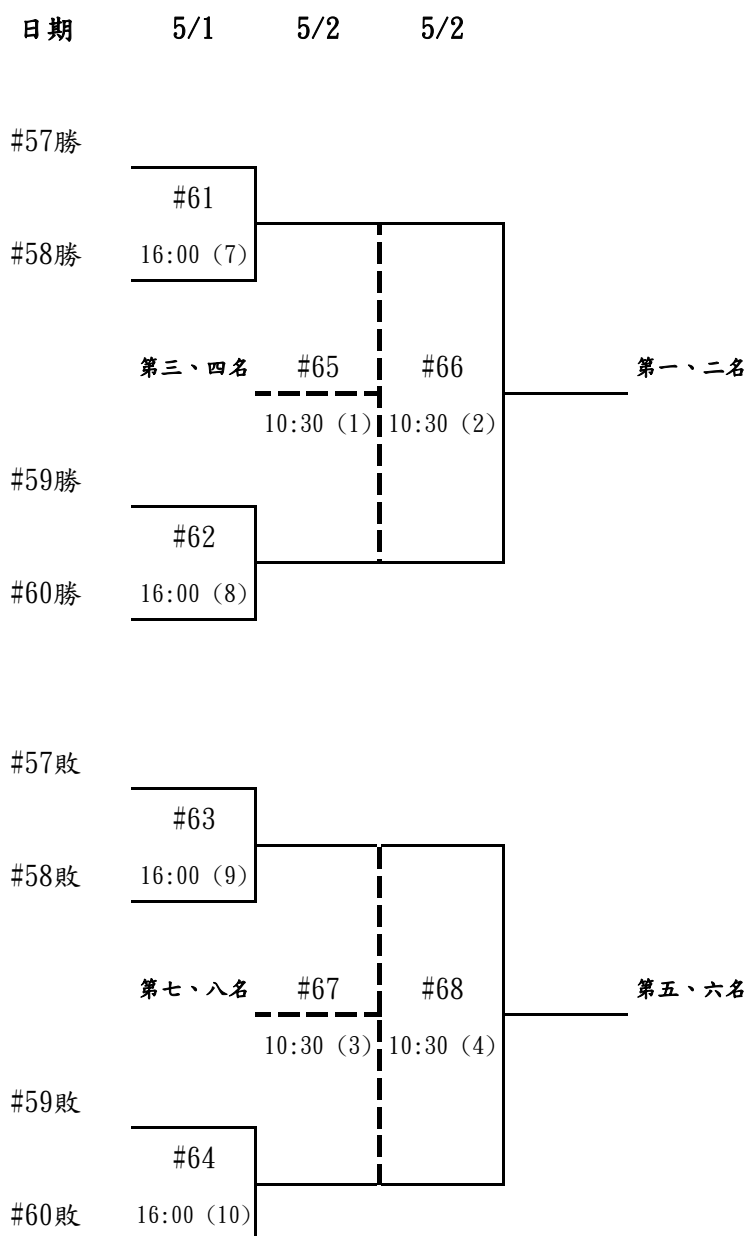 日期 5/1 5/2 5/2
#57勝
#61
#58勝 16:00 (7)
第三、四名 #65 #66 第一、二名
10:30 (1) 10:30 (2)
#59勝
#62
#60勝 16:00 (8)
#57敗
#63
#58敗 16:00 (9)
第七、八名 #67 #68 第五、六名
10:30 (3) 10:30 (4)
#59敗
#64
#60敗 16:00 (10)